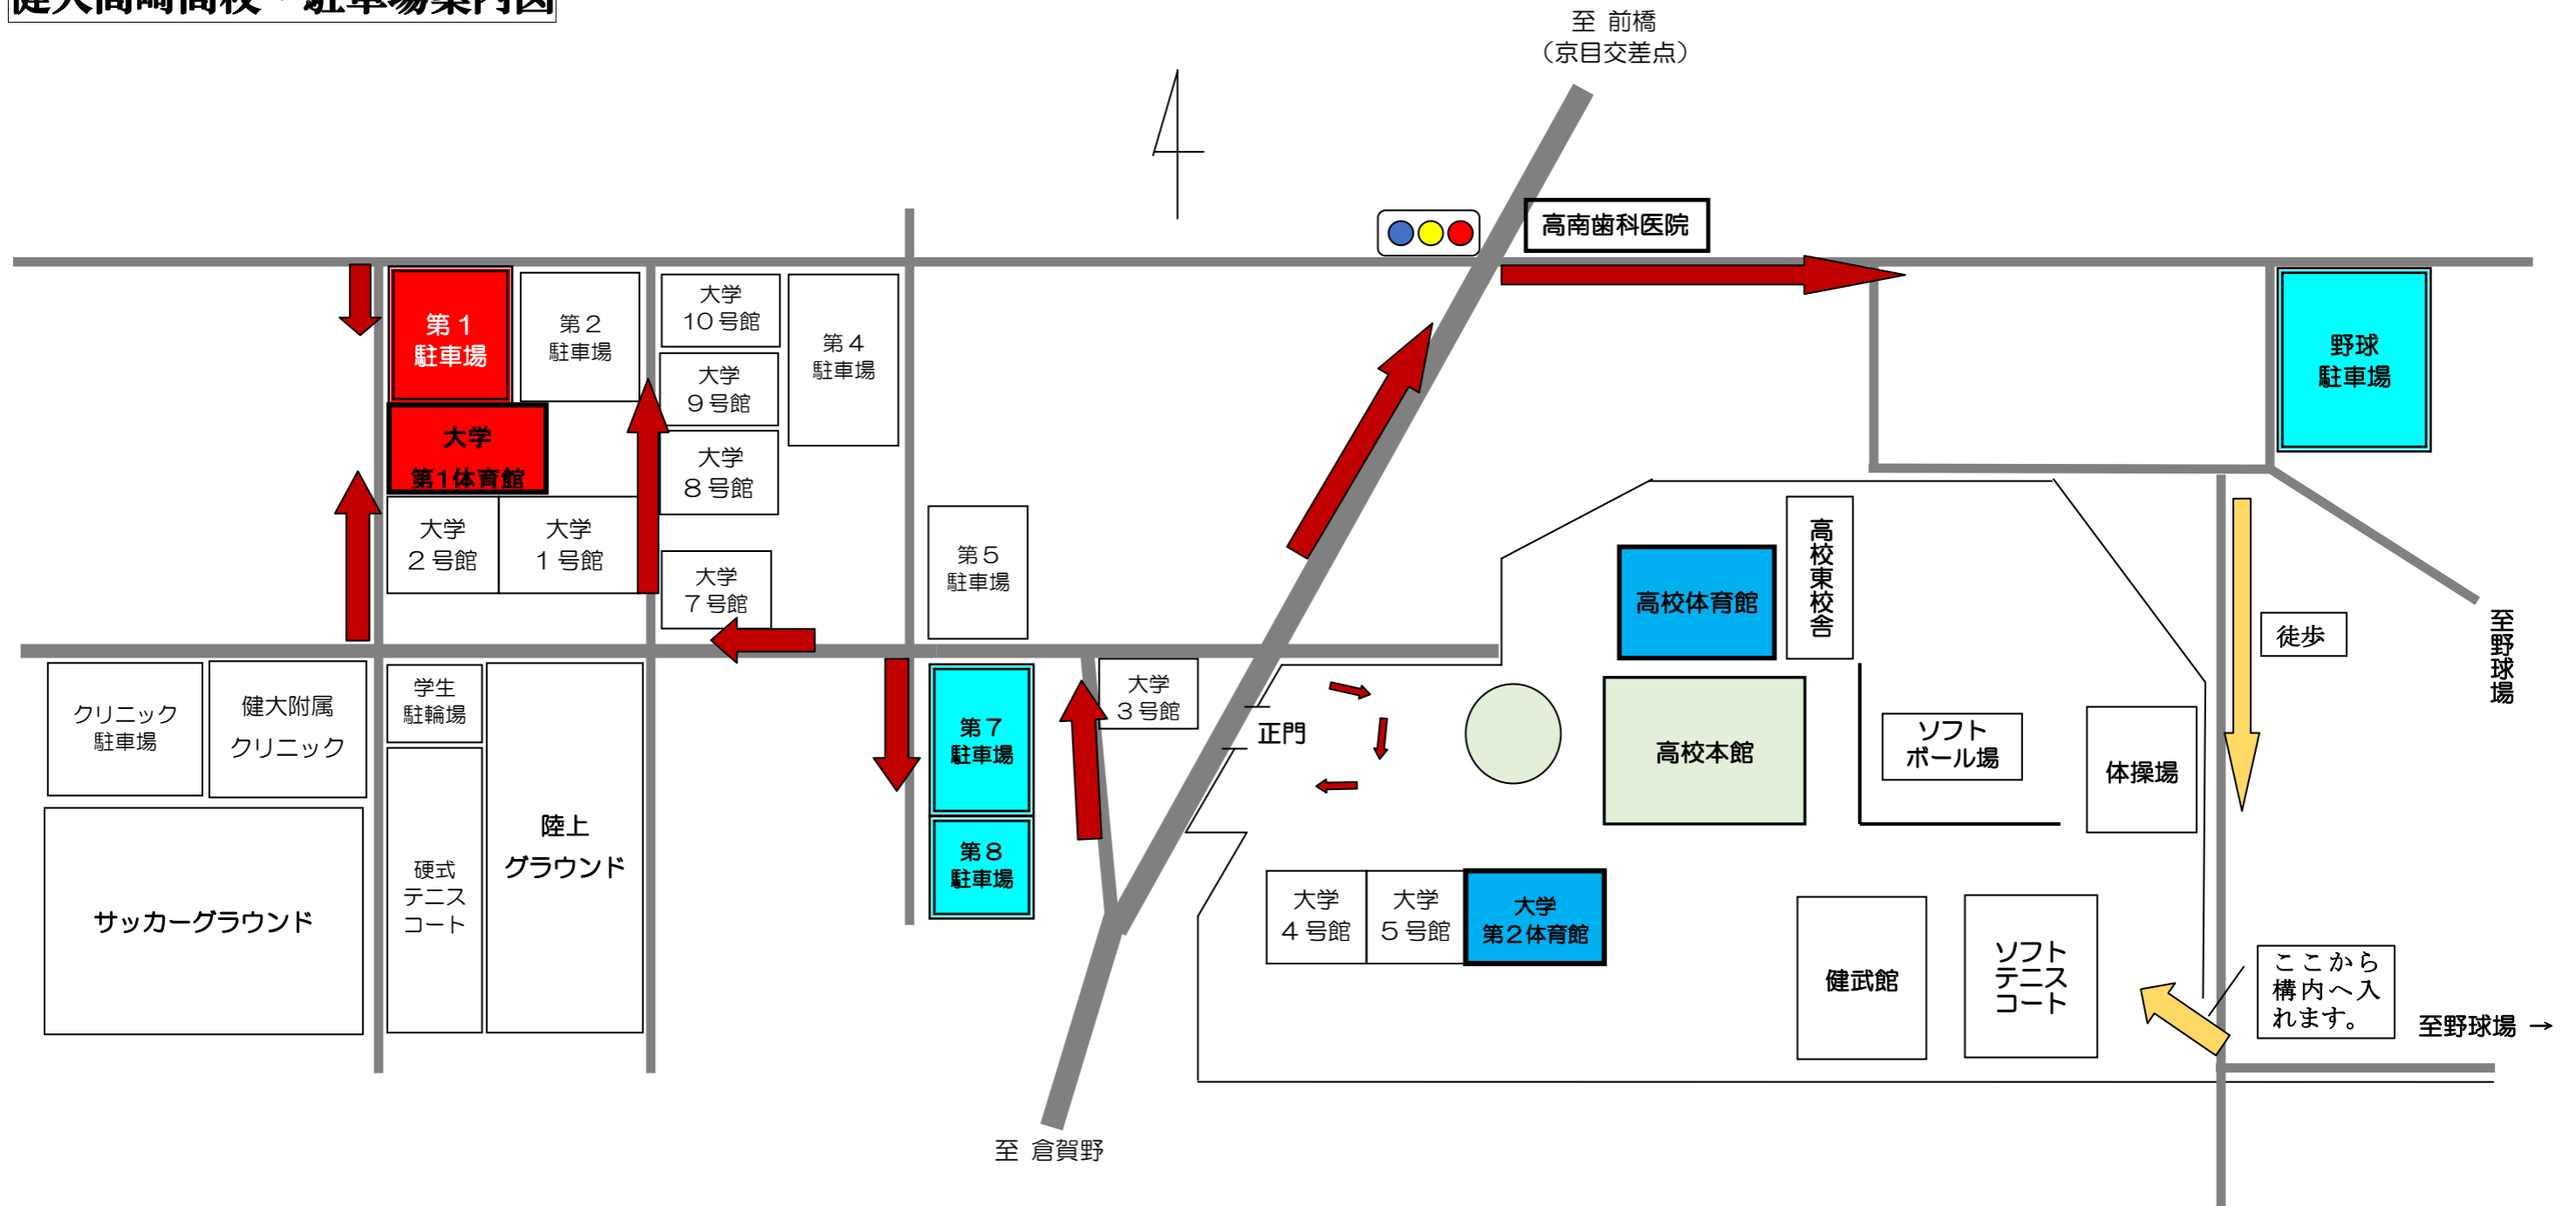 至 前橋
（京目交差点）
高南歯科医院
第１
駐車場
第２
駐車場
大学
10号館
第４
駐車場
野球
駐車場
大学
９号館
大学
第1体育館
大学
８号館
大学
２号館
大学
１号館
第５
駐車場
高校東校舎
大学
７号館
高校体育館
徒歩
至野球場
クリニック
駐車場
健大附属
クリニック
学生
駐輪場
大学
３号館
正門
第７
駐車場
高校本館
ソフト
ボール場
体操場
陸上
グラウンド
第８
駐車場
硬式
テニス
コート
サッカーグラウンド
大学
４号館
大学
５号館
大学
第２体育館
健武館
ソフト
テニス
コート
ここから
構内へ入
れます。
至野球場 →
至 倉賀野